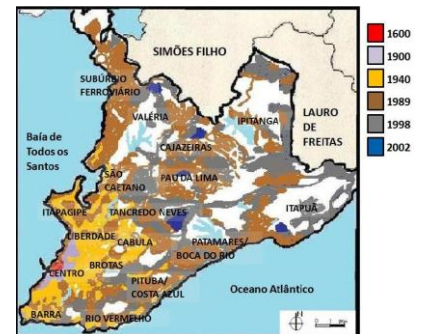 SIMÕES FILHO
1600
1900
1940
1989
1998
2002
SUBÚRBIO
FERROVIÁRIO
VALÉRIA
IPITANGA
LAURO
DE
FREITAS
Baía de
Todos os
Santos
CAJAZEIRAS
SÃO
CAETANO
PAU DA LIMA
ITAPAGIPE
TANCREDO NEVES
ITAPUÃ
LIBERDADE
CABULA
PATAMARES/
BOCA DO RIO
CENTRO
BROTAS
PITUBA/
COSTA AZUL
Oceano Atlântico
BARRA
RIO VERMELHO